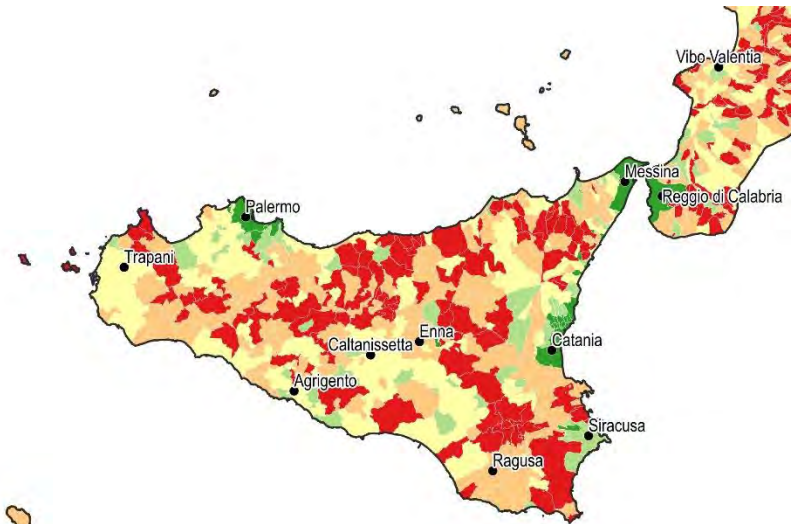 Vibo Valentia
Messina
Reggio di Calabria
Palermo
Trapani
Enna
Caltanissetta
Catania
Agrigento
Siracusa
Ragusa